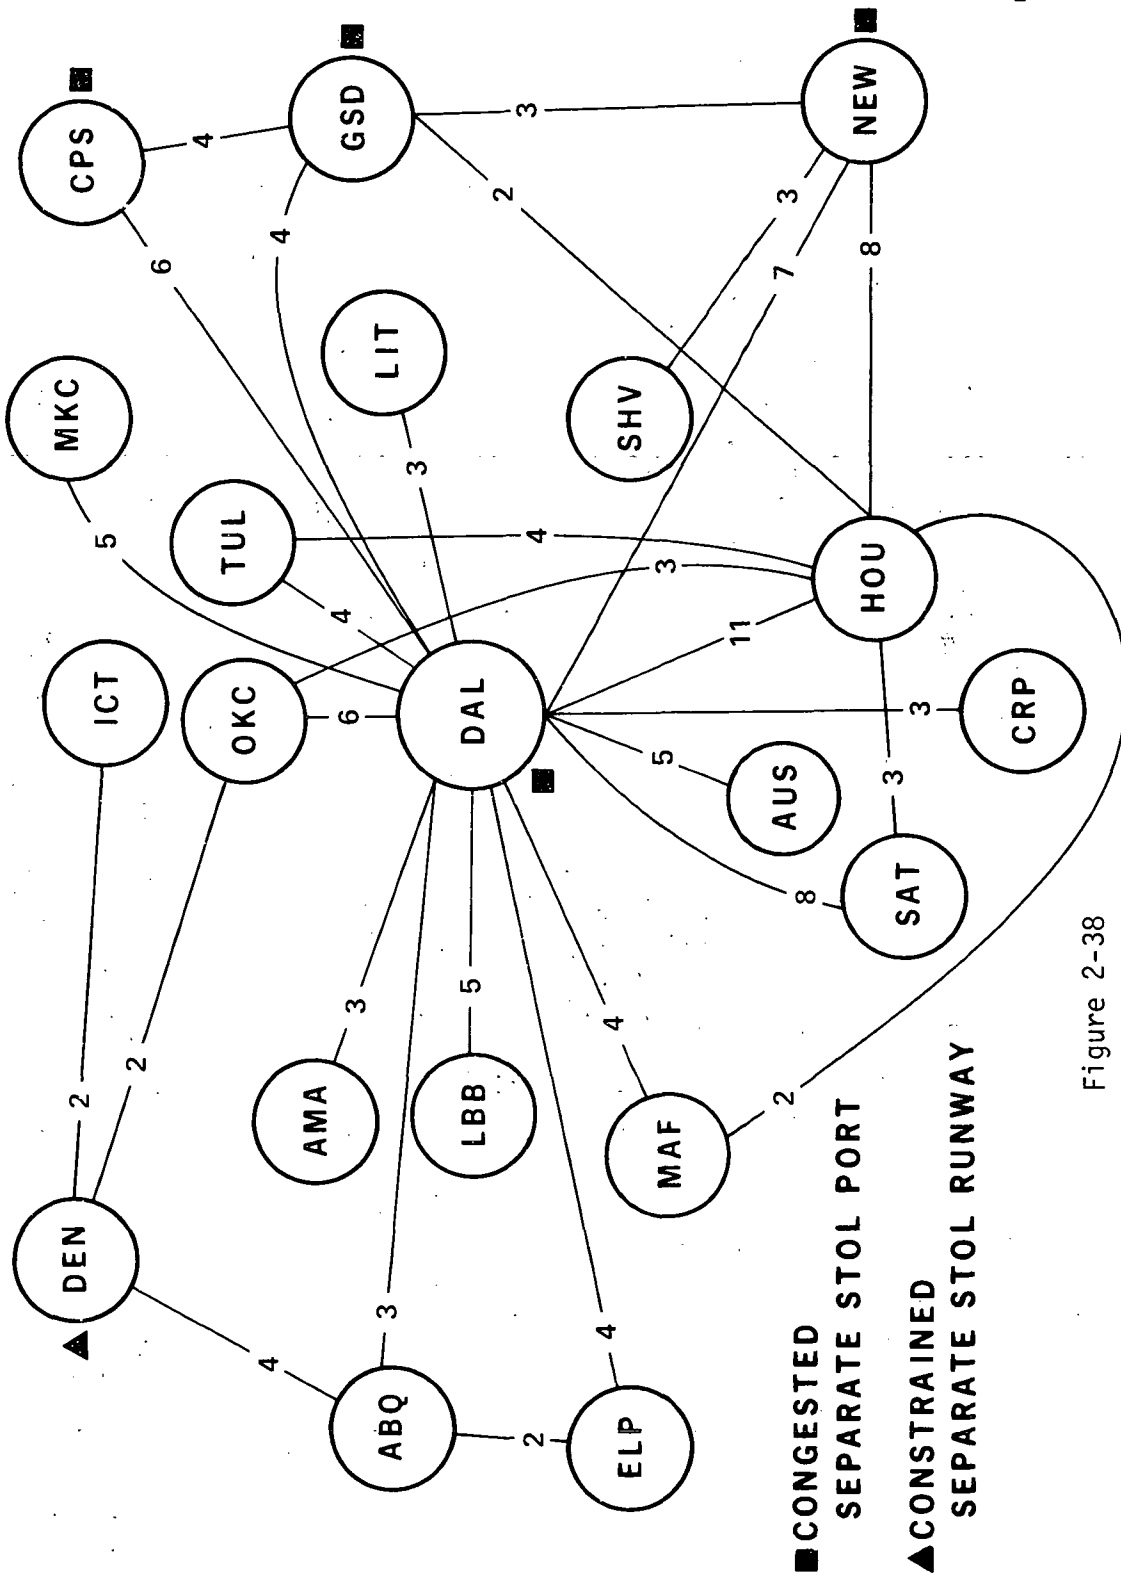 DEN
ICT
MKC
CPS
2
2
5
6
4
4
OKC
TUL
4
GSD
AMA
3
6
4
LIT
3
ABQ
3
LBB
5
DAL
2
3
2
ELP
4
MAF
4
3
4
SHV
3
5
11
7
2
8
AUS
3
HOU
8
NEW
SAT
3
CRP
■CONGESTED
SEPARATE STOL PORT
▲CONSTRAINED
SEPARATE STOL RUNWAY
Figure 2-38